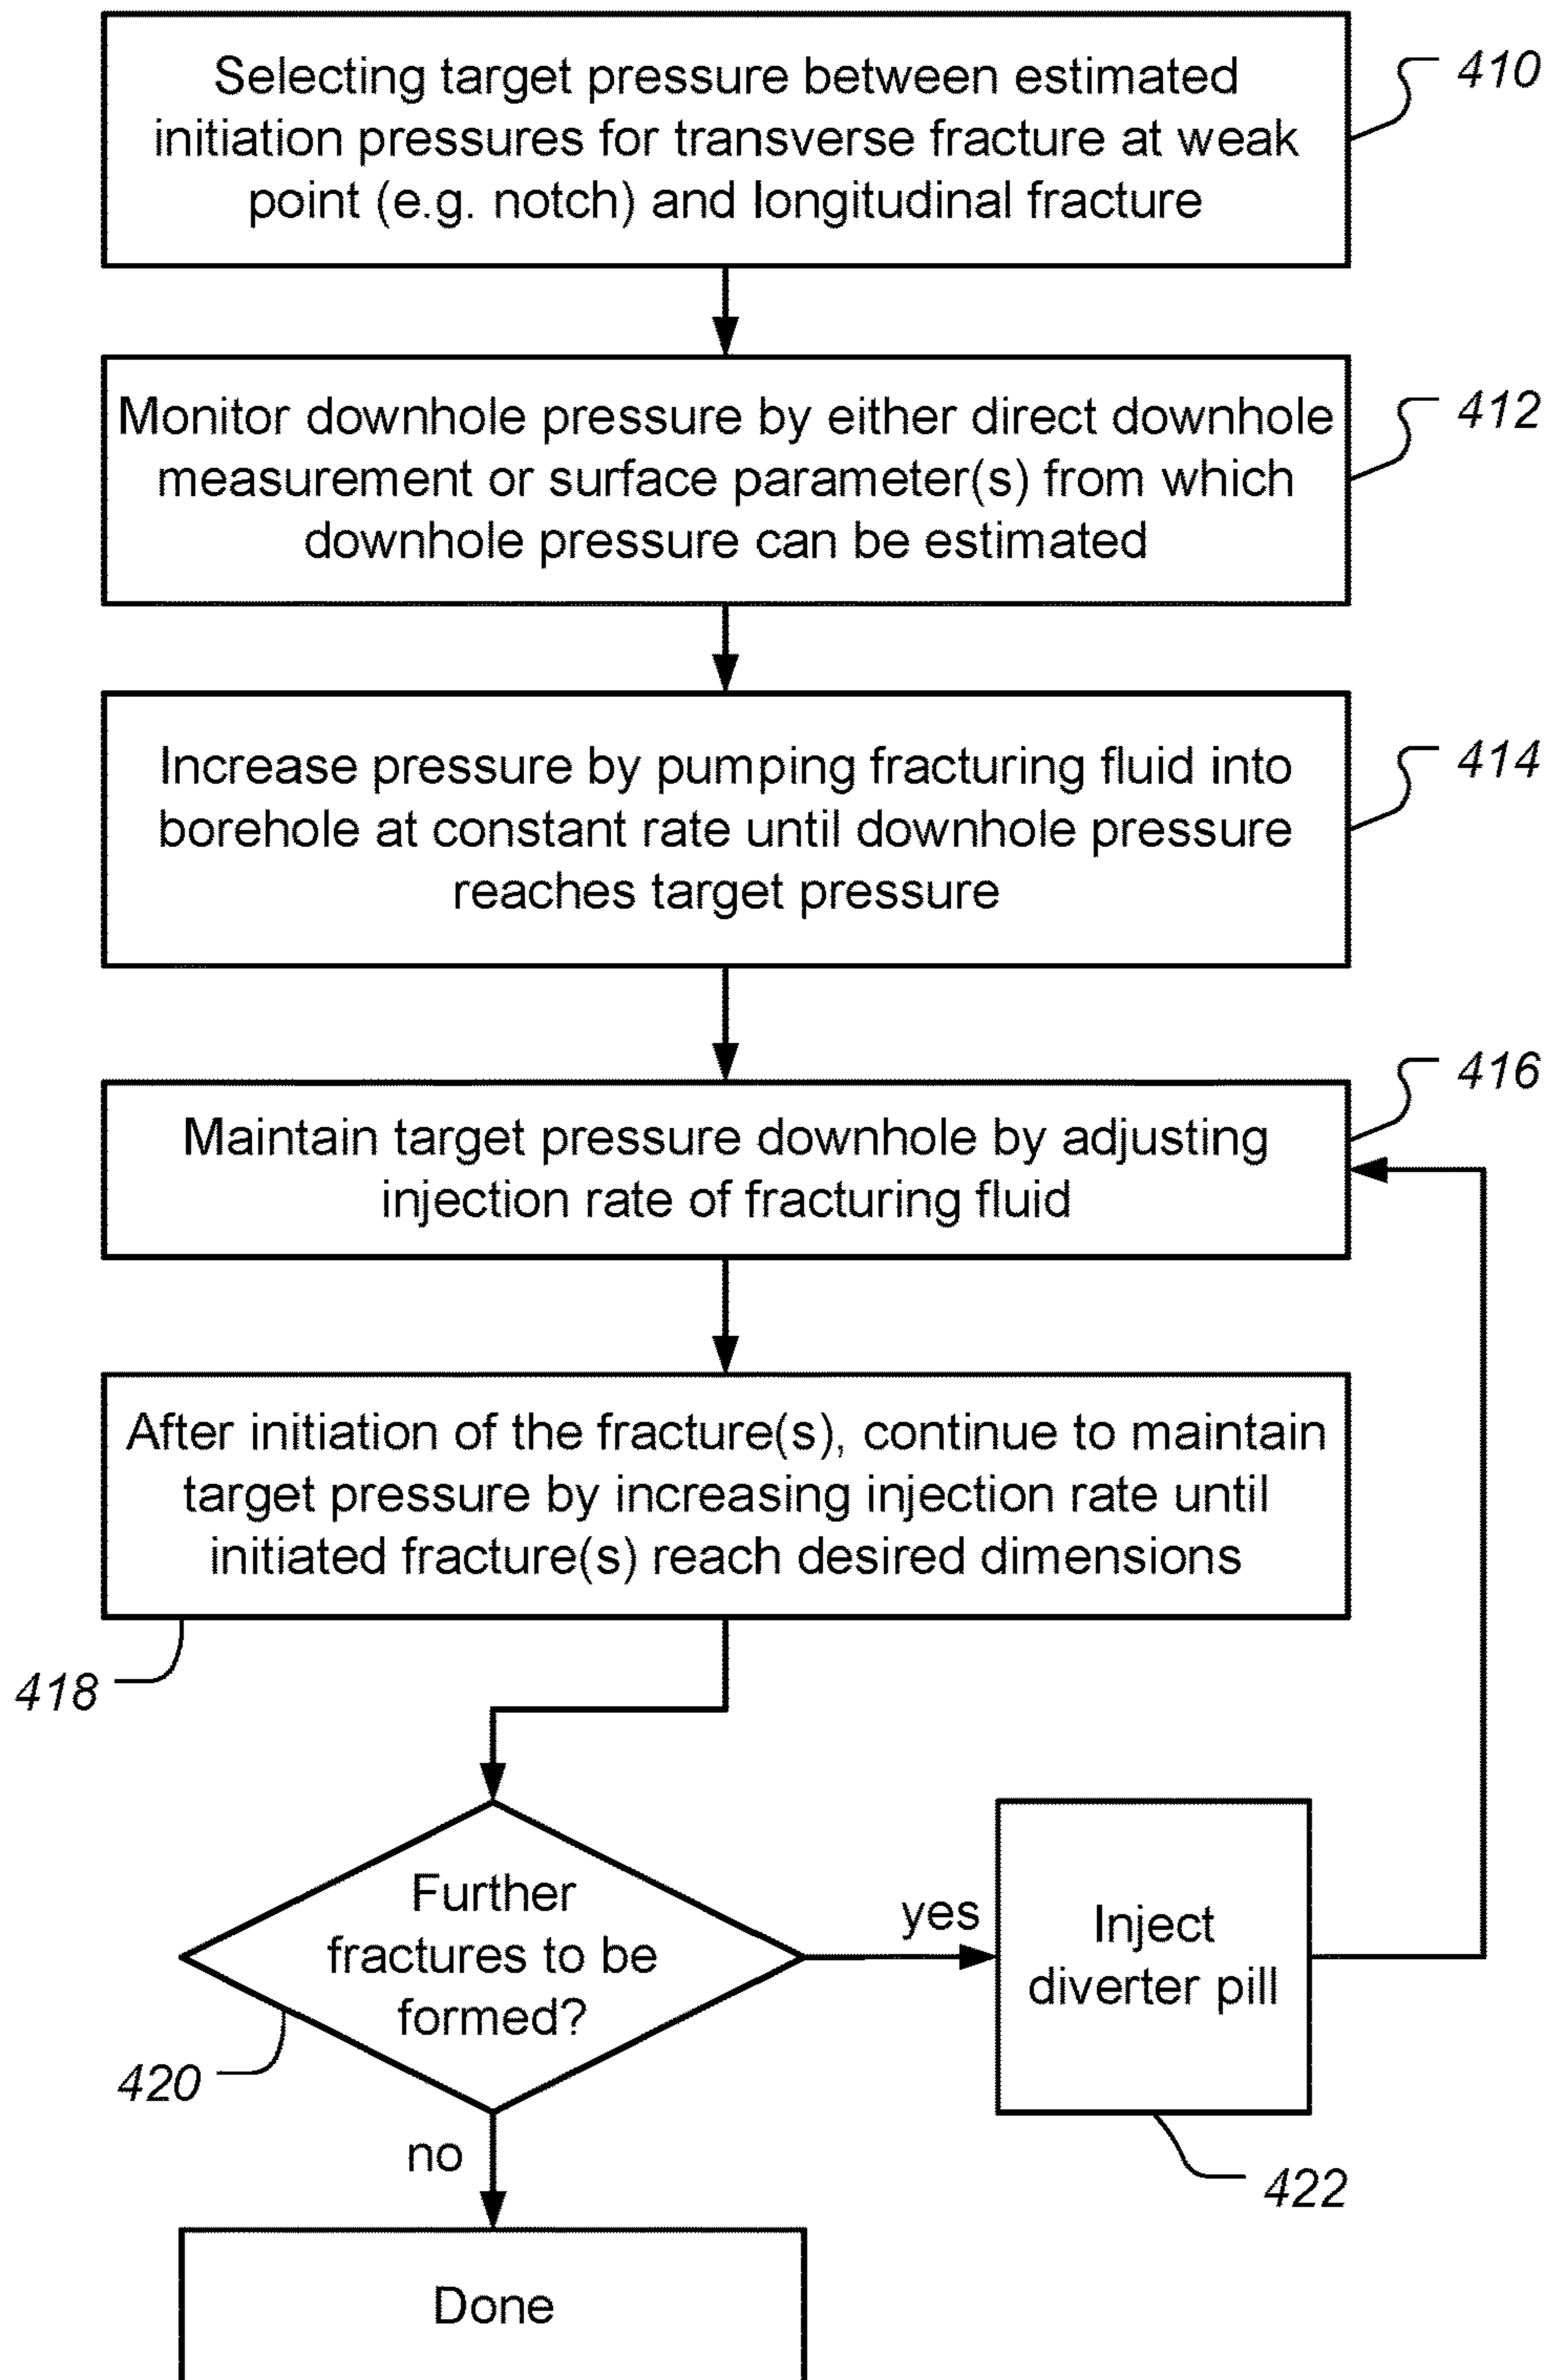 Selecting target pressure between estimated
initiation pressures for transverse fracture at weak
point (e.g. notch) and longitudinal fracture
410
Monitor downhole pressure by either direct downhole
measurement or surface parameter(s) from which
downhole pressure can be estimated
412
Increase pressure by pumping fracturing fluid into
borehole at constant rate until downhole pressure
reaches target pressure
414
Maintain target pressure downhole by adjusting
injection rate of fracturing fluid
416
After initiation of the fracture(s), continue to maintain
target pressure by increasing injection rate until
initiated fracture(s) reach desired dimensions
418
Further
fractures to be
formed?
420
yes
Inject
diverter pill
422
no
Done